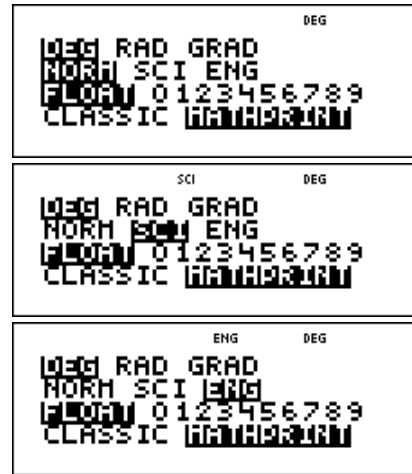 DEG
DEG RAD GRAD
NORM SCI ENG
FLOAT 0123456789
CLASSIC MATHPRINT
SCI DEG
DEG RAD GRAD
NORM SCI ENG
FLOAT 0123456789
CLASSIC MATHPRINT
ENG DEG
DEG RAD GRAD
NORM SCI ENG
FLOAT 0123456789
CLASSIC MATHPRINT